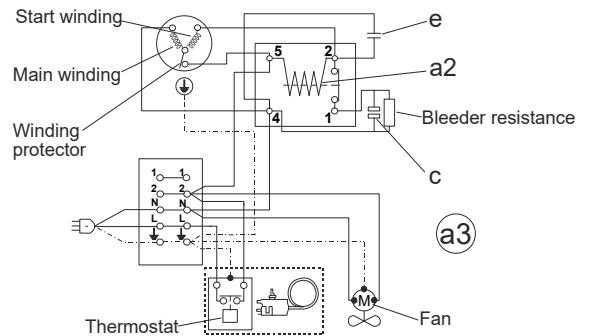 Start winding
Main winding
Winding
protector
5 2
4 1
e
a2
Bleeder resistance
c
1 1
2 2
N N
L L
a3
M
Fan
Thermostat